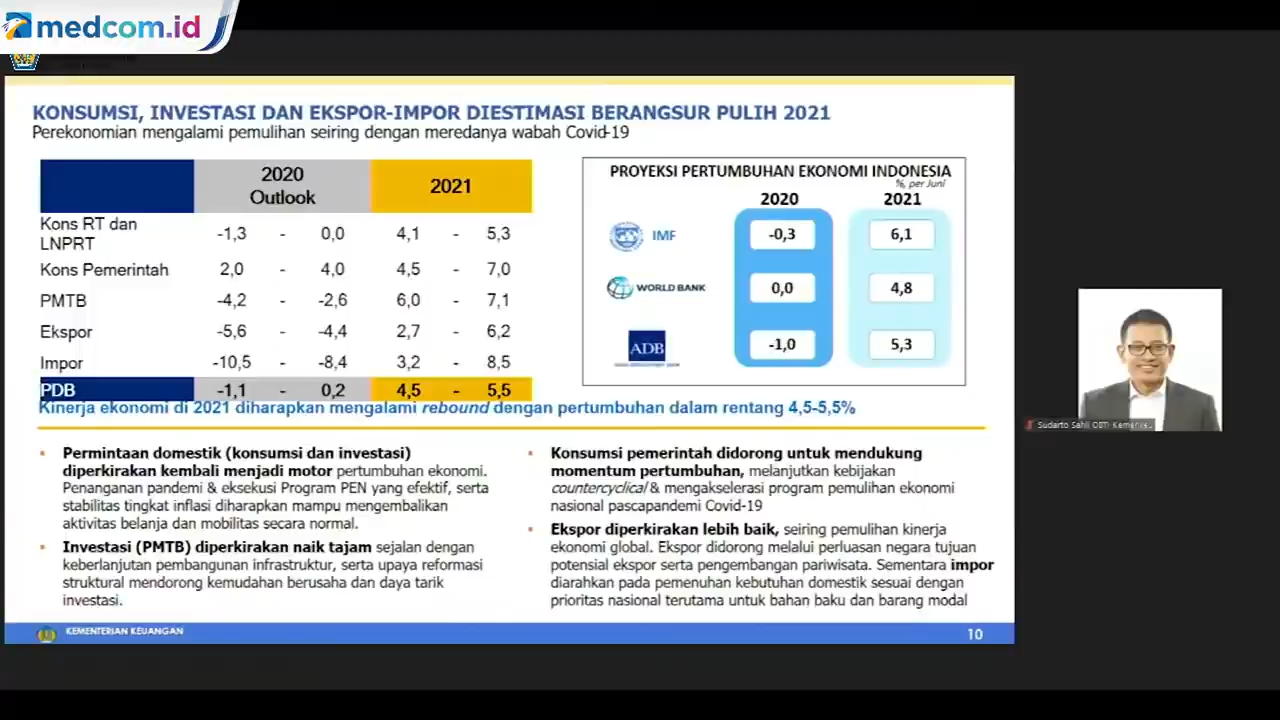 medcom.id
KONSUMSI, INVESTASI DAN EKSPOR-IMPOR DIESTIMASI BERANGSUR PULIH 2021
Perekonomian mengalami pemulihan seiring dengan meredanya wabah Covid-19
2020 Outlook 2021
Kons RT dan LNPRT -1,3 - 0,0 4,1 - 5,3
Kons Pemerintah 2,0 - 4,0 4,5 - 7,0
PMTB -4,2 - -2,6 6,0 - 7,1
Ekspor -5,6 - -4,4 2,7 - 6,2
Impor -10,5 - -8,4 3,2 - 8,5
PDB -1,1 - 0,2 4,5 - 5,5
PROYEKSI PERTUMBUHAN EKONOMI INDONESIA
%, per Juni
2020 2021
IMF -0,3 6,1
WORLD BANK 0,0 4,8
ADB -1,0 5,3
Kinerja ekonomi di 2021 diharapkan mengalami rebound dengan pertumbuhan dalam rentang 4,5-5,5%
• Permintaan domestik (konsumsi dan investasi)
diperkirakan kembali menjadi motor pertumbuhan ekonomi.
Penanganan pandemi & eksekusi Program PEN yang efektif, serta
stabilitas tingkat inflasi diharapkan mampu mengembalikan
aktivitas belanja dan mobilitas secara normal.
• Investasi (PMTB) diperkirakan naik tajam sejalan dengan
keberlanjutan pembangunan infrastruktur, serta upaya reformasi
struktural mendorong kemudahan berusaha dan daya tarik
investasi.
• Konsumsi pemerintah didorong untuk mendukung
momentum pertumbuhan, melanjutkan kebijakan
countercyclical & mengakselerasi program pemulihan ekonomi
nasional pascapandemi Covid-19
• Ekspor diperkirakan lebih baik, seiring pemulihan kinerja
ekonomi global. Ekspor didorong melalui perluasan negara tujuan
potensial ekspor serta pengembangan pariwisata. Sementara impor
diarahkan pada pemenuhan kebutuhan domestik sesuai dengan
prioritas nasional terutama untuk bahan baku dan barang modal
KEMENTERIAN KEUANGAN
10
Sudarto Sahli